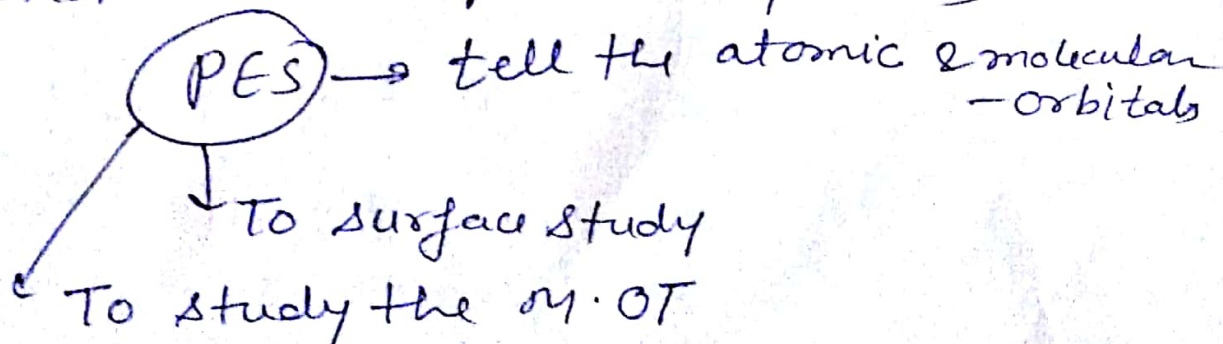 PES → tell the atomic & molecular
- orbitals
To surface study
To study the M.OT